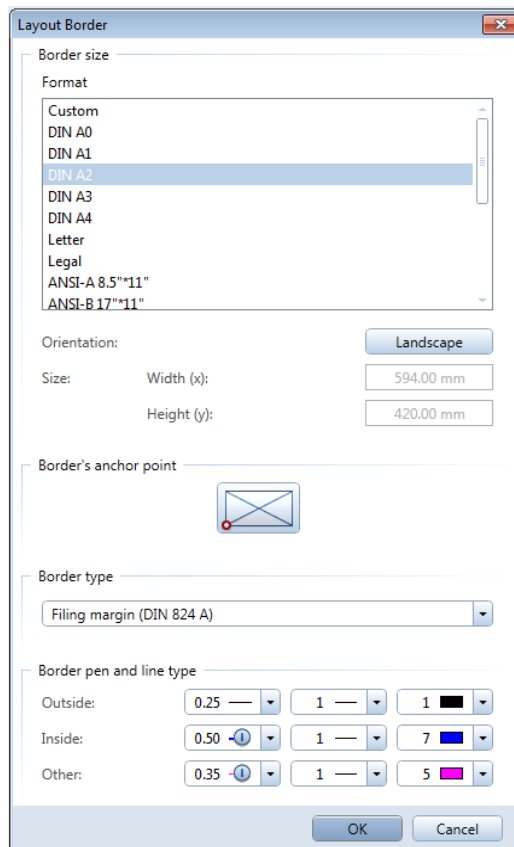 Layout Border
Border size
Format
Custom
DIN A0
DIN A1
DIN A2
DIN A3
DIN A4
Letter
Legal
ANSI-A 8.5"*11"
ANSI-B 17"*11"
Orientation: Landscape
Size: Width (x): 594.00 mm
Height (y): 420.00 mm
Border's anchor point
Border type
Filing margin (DIN 824 A)
Border pen and line type
Outside: 0.25 1 1
Inside: 0.50 1 7
Other: 0.35 1 5
OK Cancel